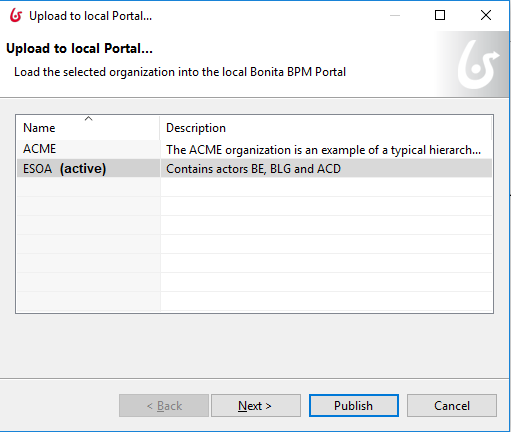 Upload to local Portal...
Upload to local Portal...
Load the selected organization into the local Bonita BPM Portal
Name Description
ACME The ACME organization is an example of a typical hierarch...
ESOA (active) Contains actors BE, BLG and ACD
< Back Next > Publish Cancel